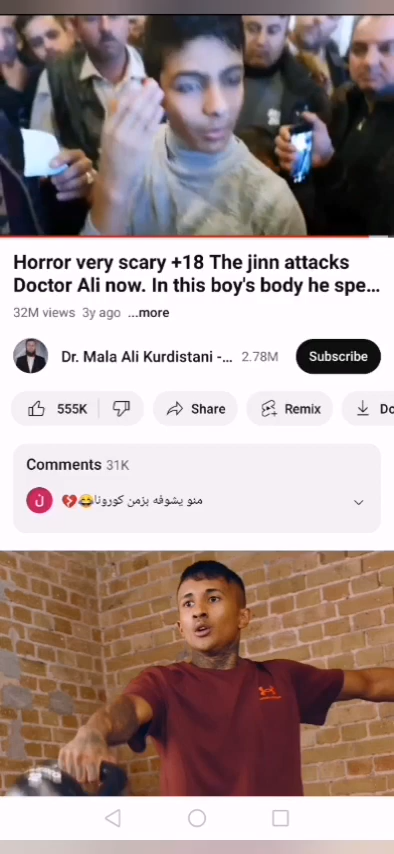 Horror very scary +18 The jinn attacks
Doctor Ali now. In this boy's body he spe...
32M views 3y ago ...more
Dr. Mala Ali Kurdistani -... 2.78M Subscribe
555K Share Remix Do
Comments 31K
ن منو يشوفه بزمن كورونا😂💔